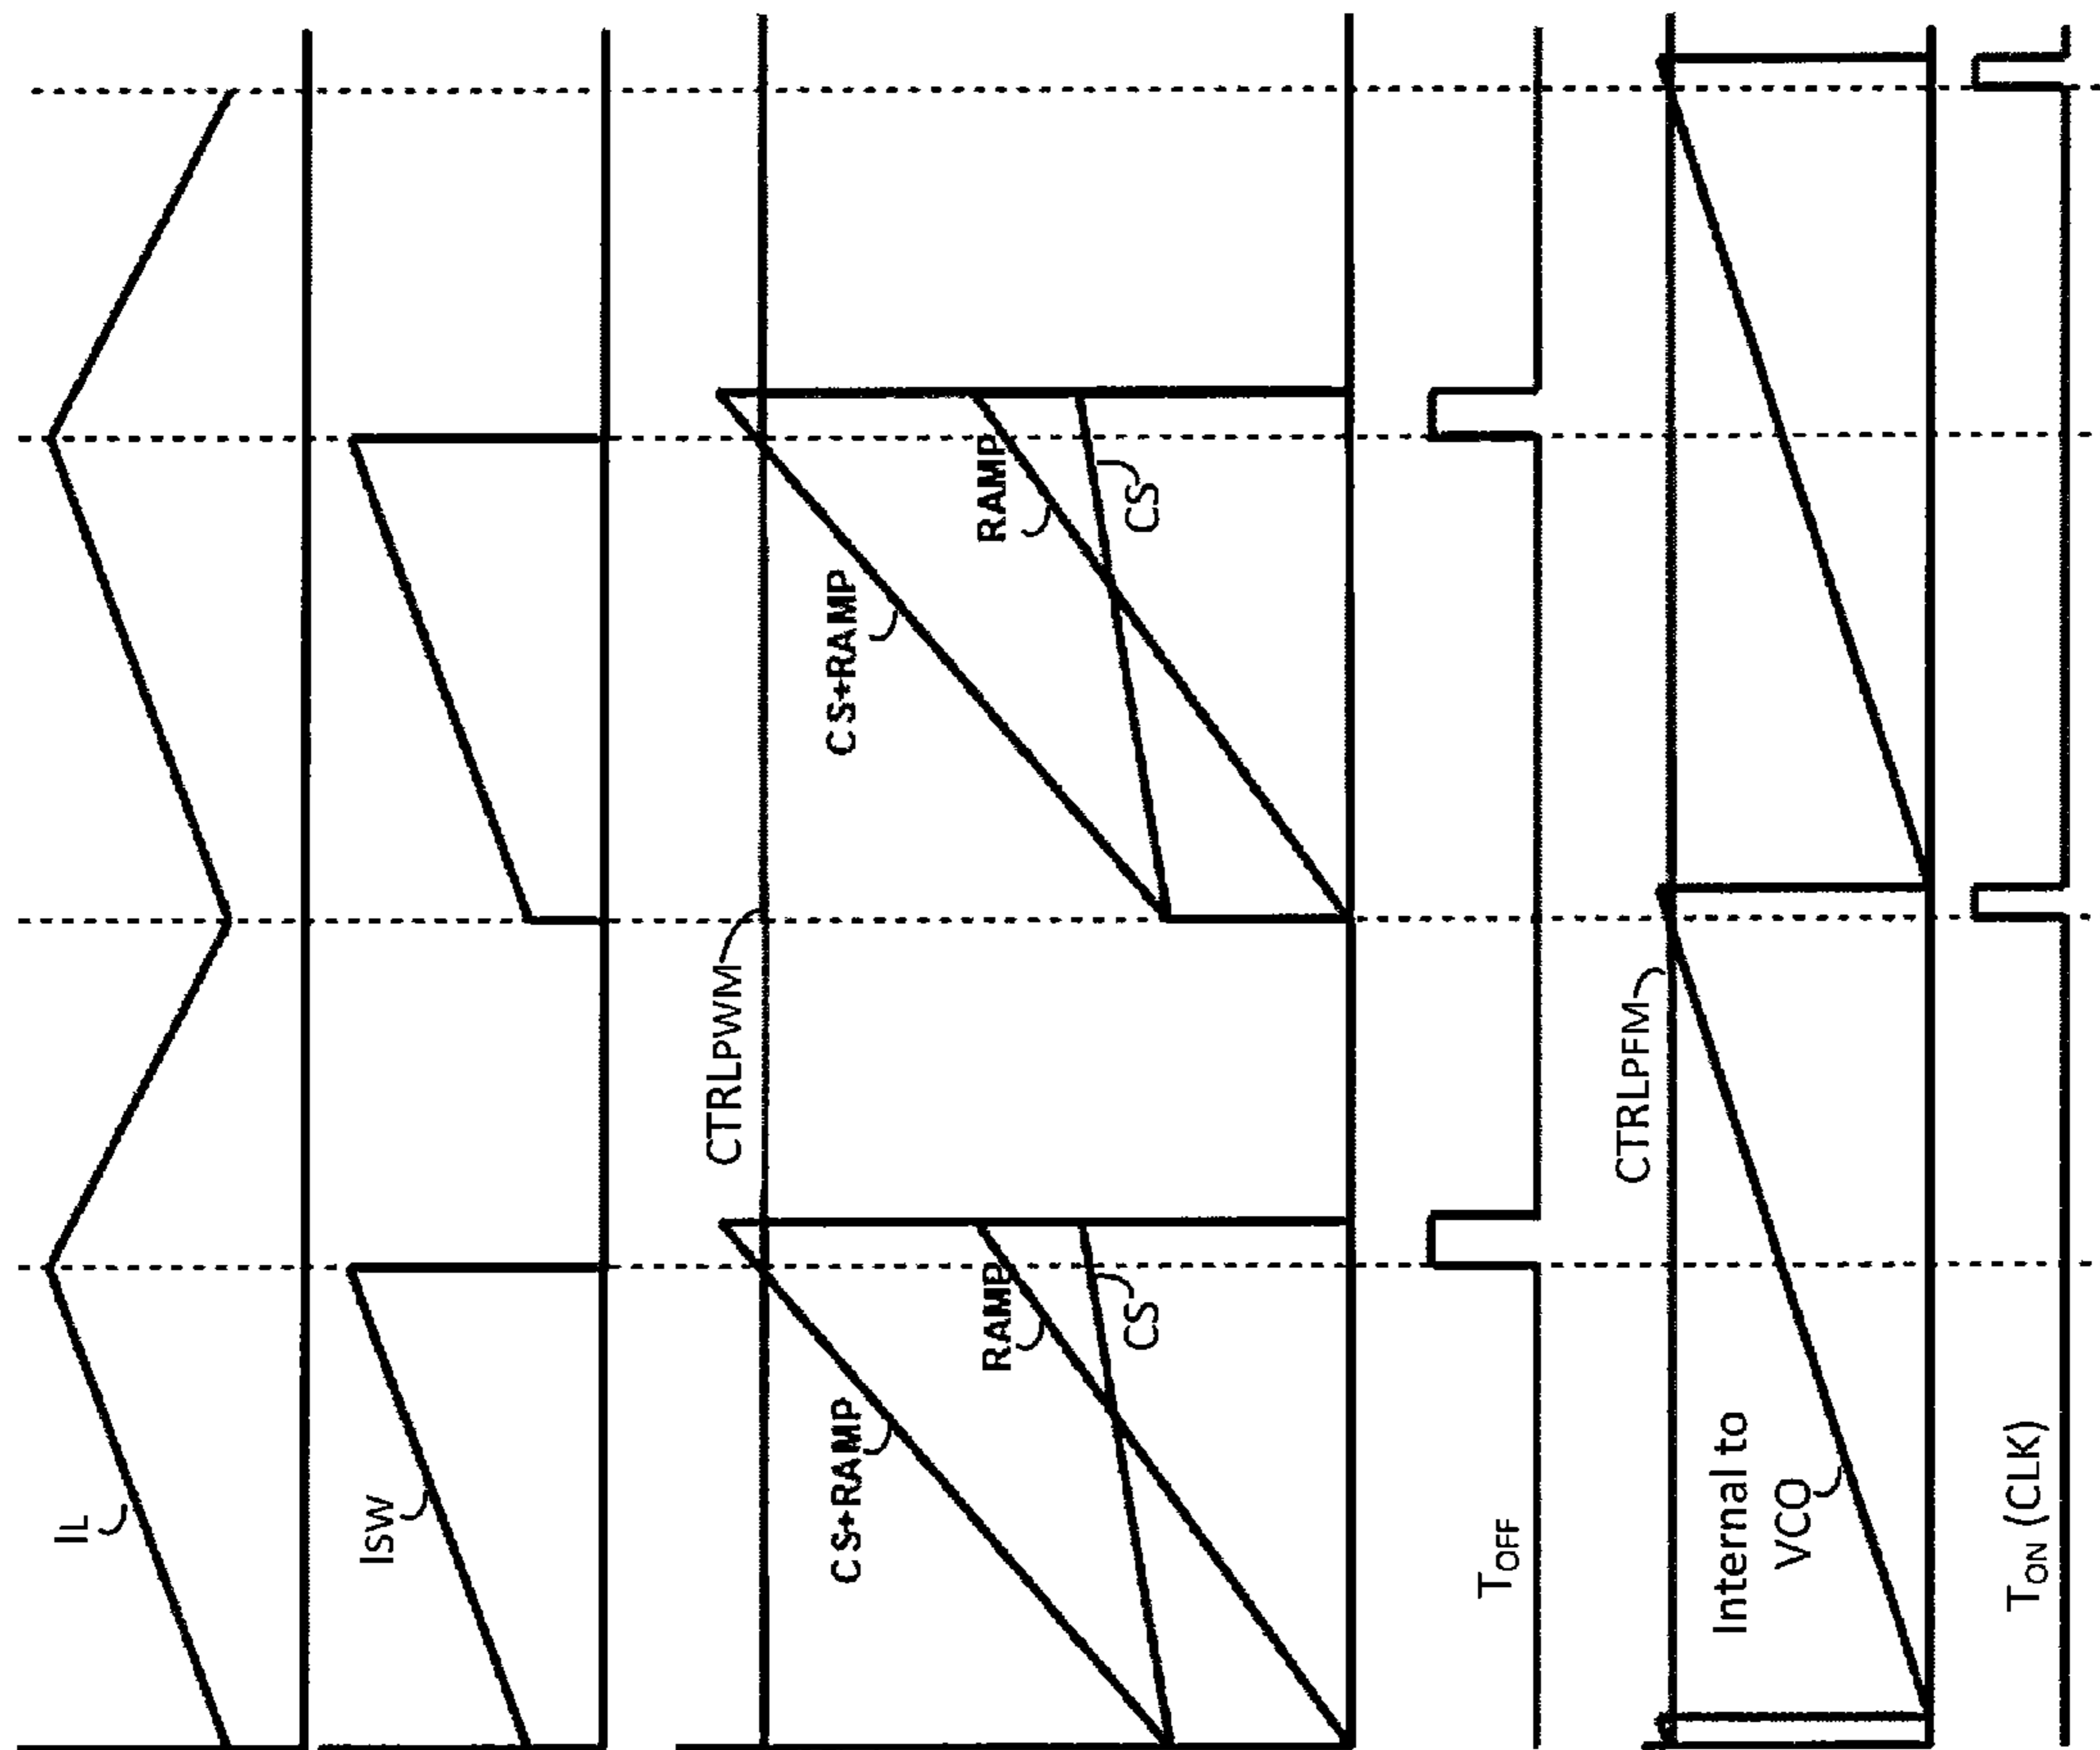 IL
ISW
CTRLPWM
CS+RAMP
RAMP
CS
CS+RAMP
RAMP
CS
TOFF
CTRLPFM
Internal to
VCO
TON (CLK)